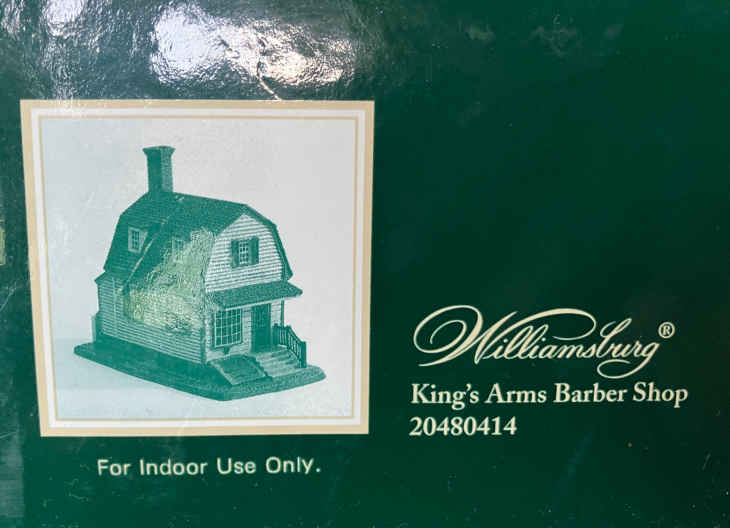 Williamsburg®
King's Arms Barber Shop
20480414
For Indoor Use Only.